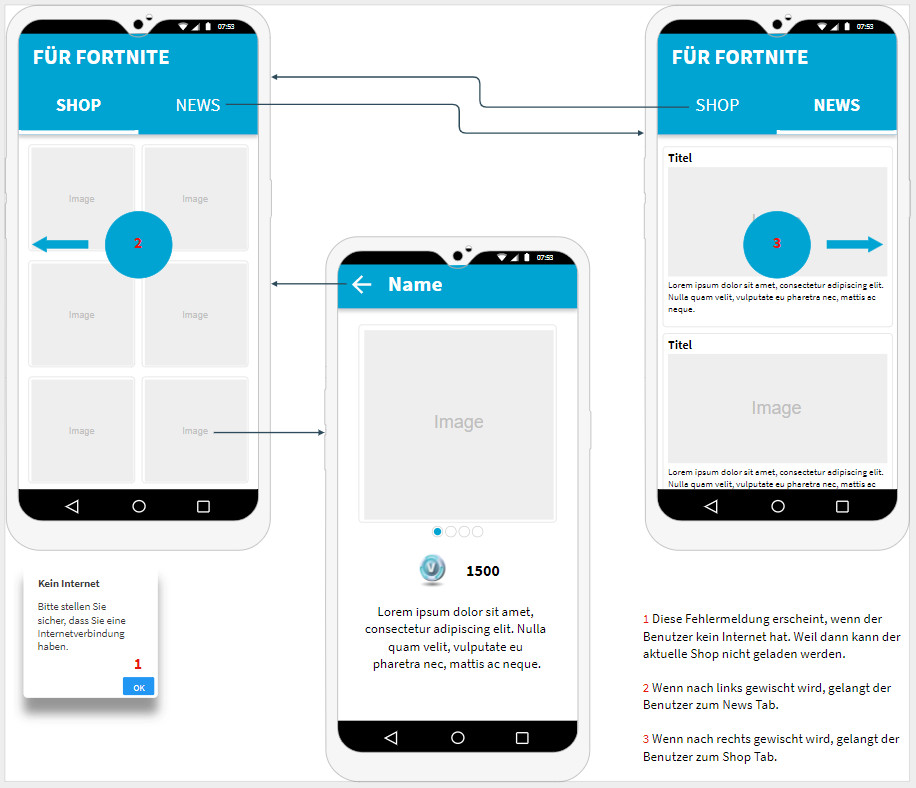 07:53
FÜR FORTNITE
SHOP
NEWS
Image
Image
2
Image
Image
Image
Image
Kein Internet
Bitte stellen Sie
sicher, dass Sie eine
Internetverbindung
haben.
1
OK
07:53
Name
Image
V
1500
Lorem ipsum dolor sit amet,
consectetur adipiscing elit. Nulla
quam velit, vulputate eu
pharetra nec, mattis ac neque.
07:53
FÜR FORTNITE
SHOP
NEWS
Titel
3
Lorem ipsum dolor sit amet, consectetur adipiscing elit.
Nulla quam velit, vulputate eu pharetra nec, mattis ac
neque.
Titel
Image
Lorem ipsum dolor sit amet, consectetur adipiscing elit.
Nulla quam velit, vulputate eu pharetra nec, mattis ac
1 Diese Fehlermeldung erscheint, wenn der
Benutzer kein Internet hat. Weil dann kann der
aktuelle Shop nicht geladen werden.
2 Wenn nach links gewischt wird, gelangt der
Benutzer zum News Tab.
3 Wenn nach rechts gewischt wird, gelangt der
Benutzer zum Shop Tab.